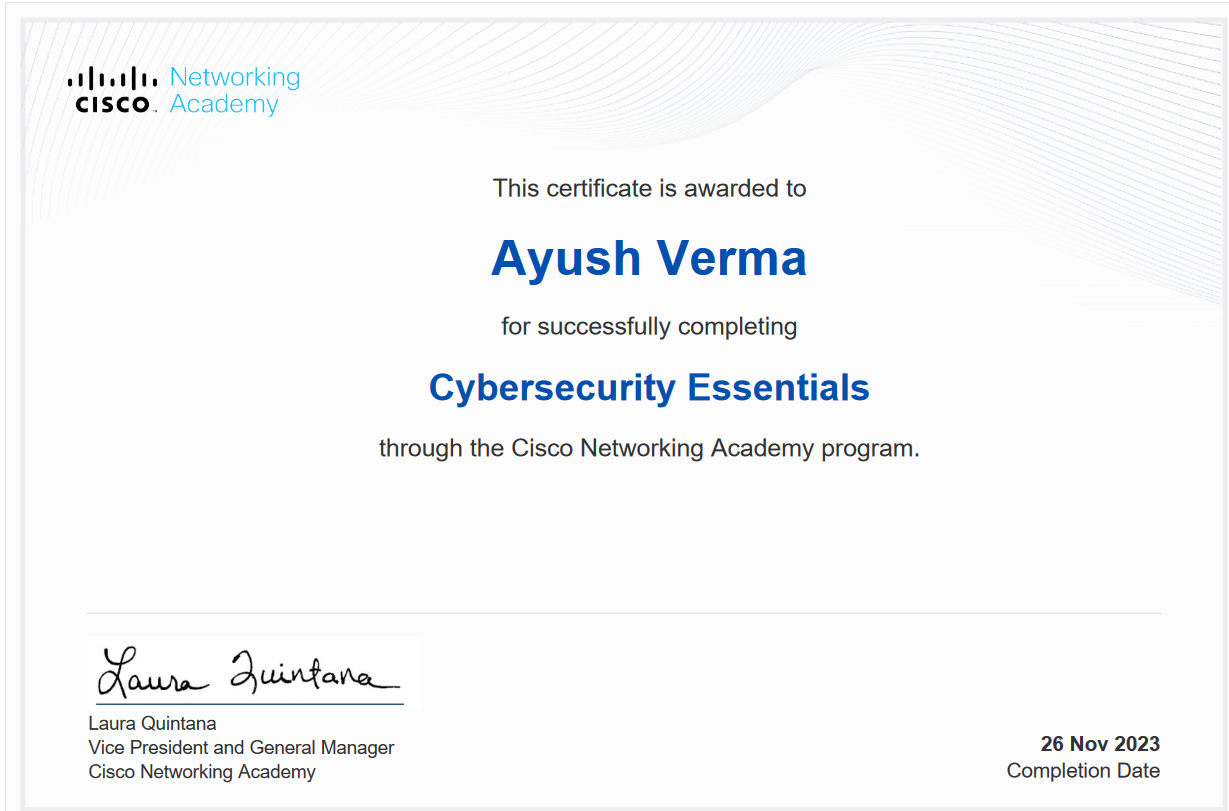 CISCO™ Networking
Academy
This certificate is awarded to
Ayush Verma
for successfully completing
Cybersecurity Essentials
through the Cisco Networking Academy program.
Laura Quintana
Laura Quintana
Vice President and General Manager
Cisco Networking Academy
26 Nov 2023
Completion Date